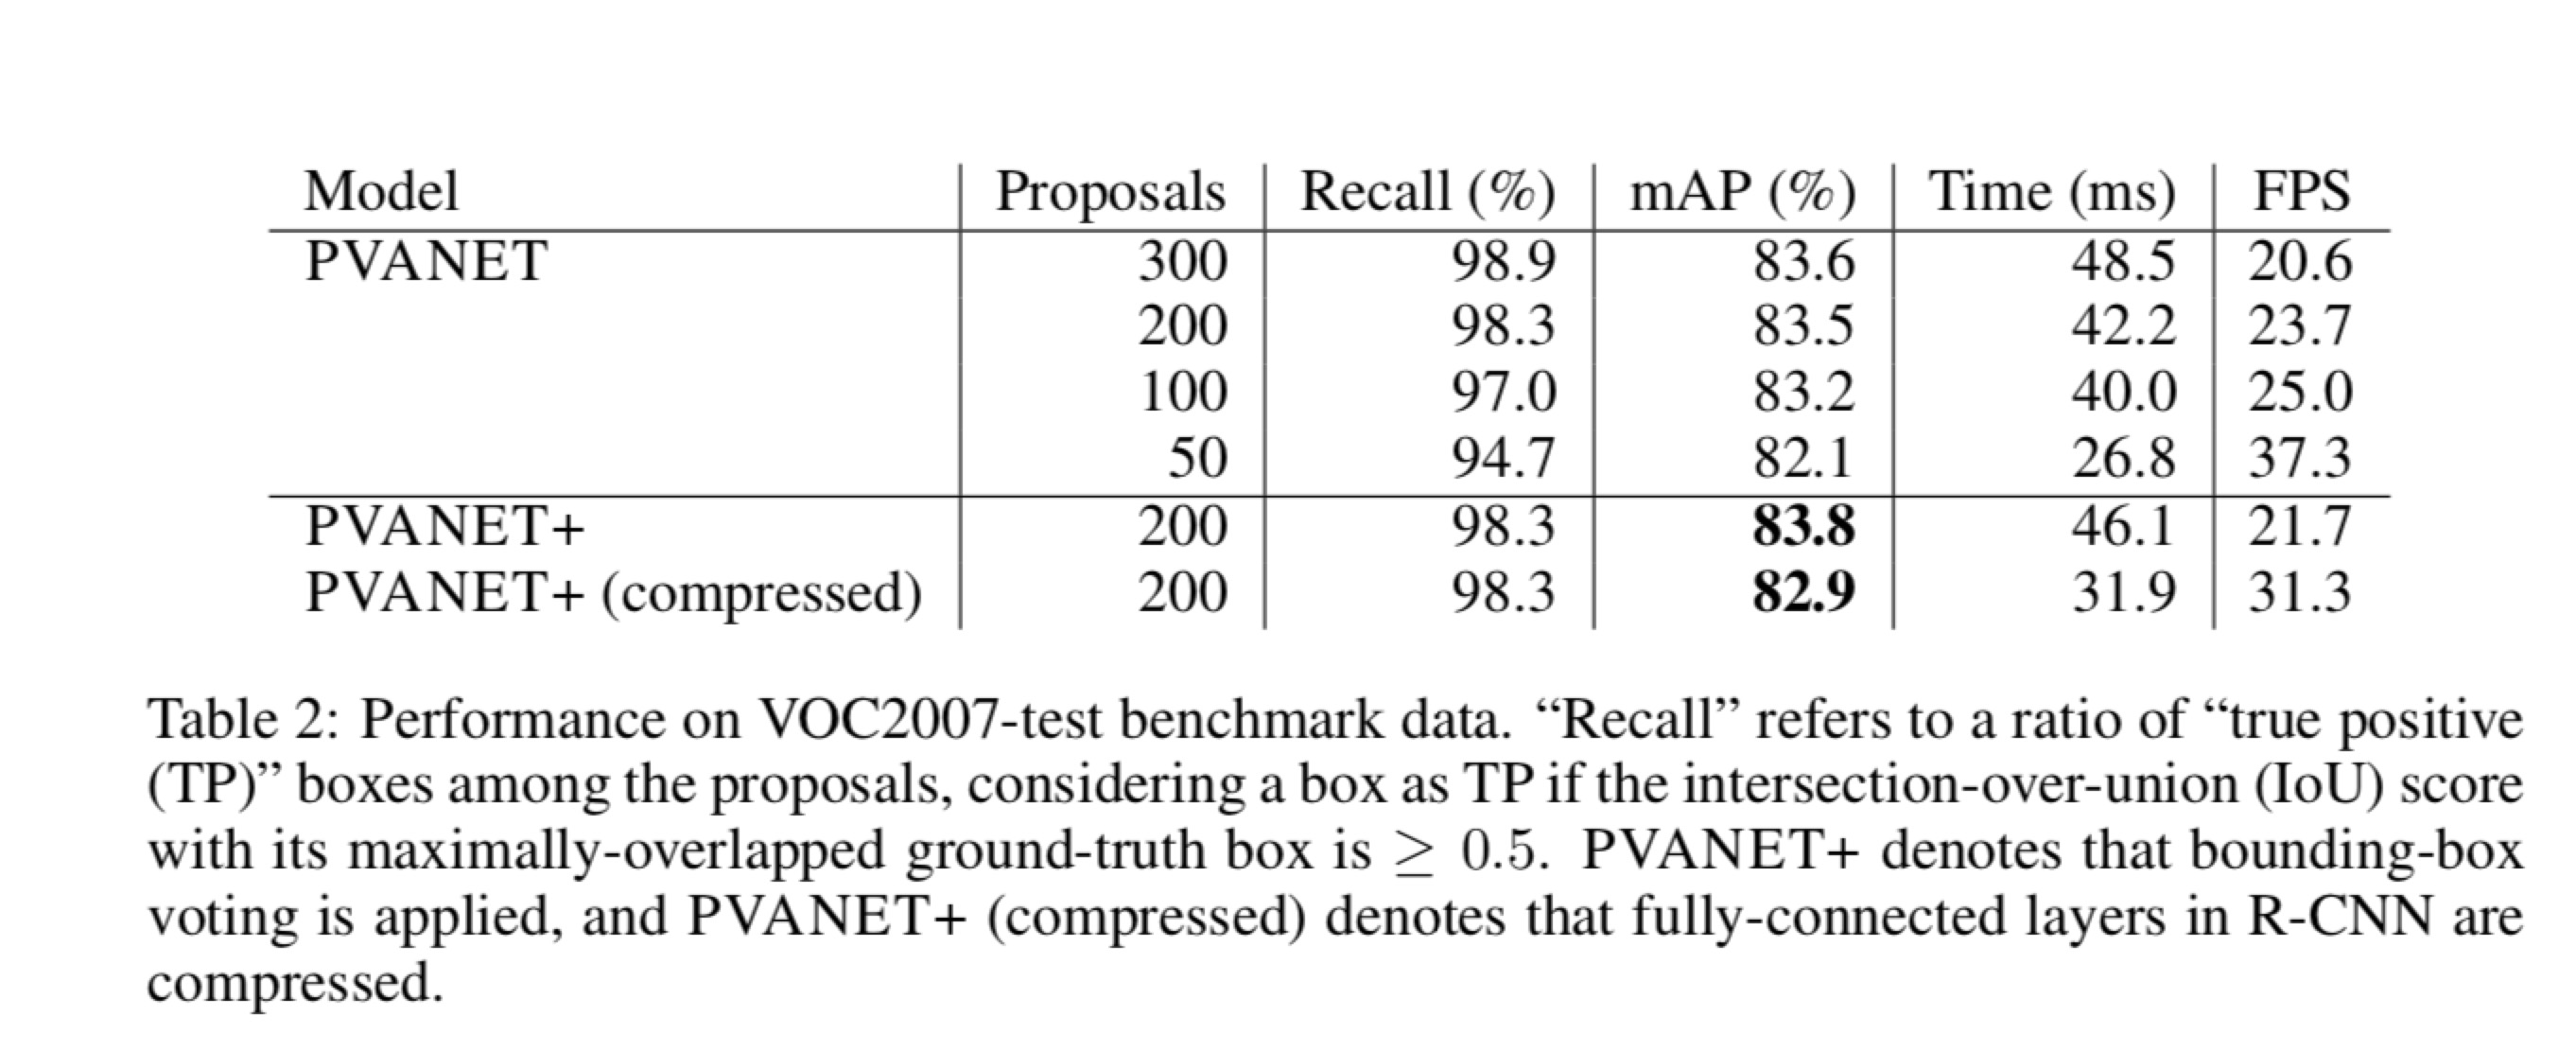 Model Proposals Recall (%) mAP (%) Time (ms) FPS
PVANET 300 98.9 83.6 48.5 20.6
200 98.3 83.5 42.2 23.7
100 97.0 83.2 40.0 25.0
50 94.7 82.1 26.8 37.3
PVANET+ 200 98.3 83.8 46.1 21.7
PVANET+ (compressed) 200 98.3 82.9 31.9 31.3
Table 2: Performance on VOC2007-test benchmark data. “Recall” refers to a ratio of “true positive
(TP)” boxes among the proposals, considering a box as TP if the intersection-over-union (IoU) score
with its maximally-overlapped ground-truth box is ≥ 0.5. PVANET+ denotes that bounding-box
voting is applied, and PVANET+ (compressed) denotes that fully-connected layers in R-CNN are
compressed.